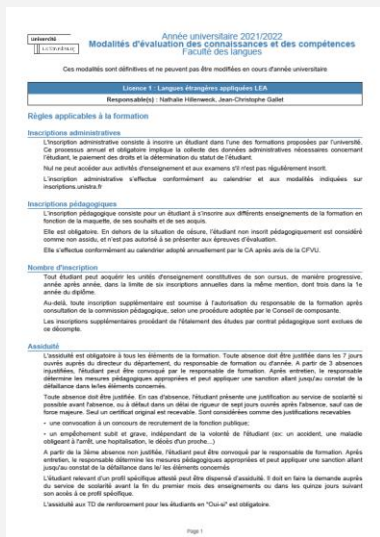 Université
de Strasbourg
Année universitaire 2021/2022
Modalités d'évaluation des connaissances et des compétences
Faculté des langues
Ces modalités sont définitives et ne peuvent pas être modifiées en cours d'année universitaire
Licence 1 : Langues étrangères appliquées LEA
Responsable(s) : Nathalie Hillenweck, Jean-Christophe Gallet
Règles applicables à la formation
Inscriptions administratives
L'inscription administrative consiste à inscrire un étudiant dans l'une des formations proposées par l'université.
Ce processus annuel et obligatoire implique la collecte des données administratives nécessaires concernant
l'étudiant, le paiement des droits et la détermination du statut de l'étudiant.
Nul ne peut accéder aux activités d'enseignement et aux examens s'il n'est pas régulièrement inscrit.
L'inscription administrative s'effectue conformément au calendrier et aux modalités indiquées sur
inscriptions.unistra.fr
Inscriptions pédagogiques
L'inscription pédagogique consiste pour un étudiant à s'inscrire aux différents enseignements de la formation en
fonction de la maquette, de ses souhaits et de ses acquis.
Elle est obligatoire. En dehors de la situation de césure, l'étudiant non inscrit pédagogiquement est considéré
comme non assidu, et n'est pas autorisé à se présenter aux épreuves d'évaluation.
Elle s'effectue conformément au calendrier adopté annuellement par le CA après avis de la CFVU.
Nombre d'inscription
Tout étudiant peut acquérir les unités d'enseignement constitutives de son cursus, de manière progressive,
année après année, dans la limite de six inscriptions annuelles dans la même mention, dont trois dans la 1e
année du diplôme.
Au-delà, toute inscription supplémentaire est soumise à l'autorisation du responsable de la formation après
consultation de la commission pédagogique, selon une procédure adoptée par le Conseil de composante.
Les inscriptions supplémentaires procédant de l'étalement des études par contrat pédagogique sont exclues de
ce décompte.
Assiduité
L'assiduité est obligatoire à tous les éléments de la formation. Toute absence doit être justifiée dans les 7 jours
ouvrés auprès du directeur du département, du responsable de formation ou d'année. A partir de 3 absences
injustifiées, l'étudiant peut être convoqué par le responsable de formation. Après entretien, le responsable
détermine les mesures pédagogiques appropriées et peut appliquer une sanction allant jusqu'au constat de la
défaillance dans le/les éléments concernés.
Toute absence doit être justifiée. En cas d'absence, l'étudiant présente une justification au service de scolarité si
possible avant l'absence, ou à défaut dans un délai de rigueur de sept jours ouvrés après l'absence, sauf cas de
force majeure. Seul un certificat original est recevable. Sont considérées comme des justifications recevables
- une convocation à un concours de recrutement de la fonction publique;
- un empêchement subit et grave, indépendant de la volonté de l'étudiant (ex: un accident, une maladie
obligeant à l'arrêt, une hospitalisation, le décès d'un proche...)
A partir de la 3ème absence non justifiée, l'étudiant peut être convoqué par le responsable de formation. Après
entretien, le responsable détermine les mesures pédagogiques appropriées et peut appliquer une sanction allant
jusqu'au constat de la défaillance dans le/ les éléments concernés
L'étudiant relevant d'un profil spécifique attesté peut être dispensé d'assiduité. Il doit en faire la demande auprès
du service de scolarité avant la fin du premier mois des enseignements ou dans les quinze jours suivant
son accès à ce profil spécifique.
L'assiduité aux TD de renforcement pour les étudiants en "Oui-si" est obligatoire.
Page 1